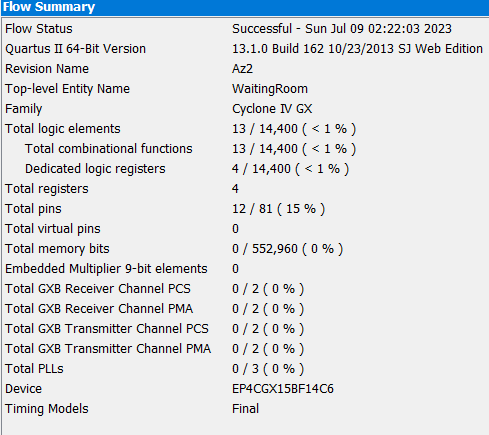 Flow Summary
Flow Status Successful - Sun Jul 09 02:22:03 2023
Quartus II 64-Bit Version 13.1.0 Build 162 10/23/2013 SJ Web Edition
Revision Name Az2
Top-level Entity Name WaitingRoom
Family Cyclone IV GX
Total logic elements 13 / 14,400 ( < 1 % )
Total combinational functions 13 / 14,400 ( < 1 % )
Dedicated logic registers 4 / 14,400 ( < 1 % )
Total registers 4
Total pins 12 / 81 ( 15 % )
Total virtual pins 0
Total memory bits 0 / 552,960 ( 0 % )
Embedded Multiplier 9-bit elements 0
Total GXB Receiver Channel PCS 0 / 2 ( 0 % )
Total GXB Receiver Channel PMA 0 / 2 ( 0 % )
Total GXB Transmitter Channel PCS 0 / 2 ( 0 % )
Total GXB Transmitter Channel PMA 0 / 2 ( 0 % )
Total PLLs 0 / 3 ( 0 % )
Device EP4CGX15BF14C6
Timing Models Final